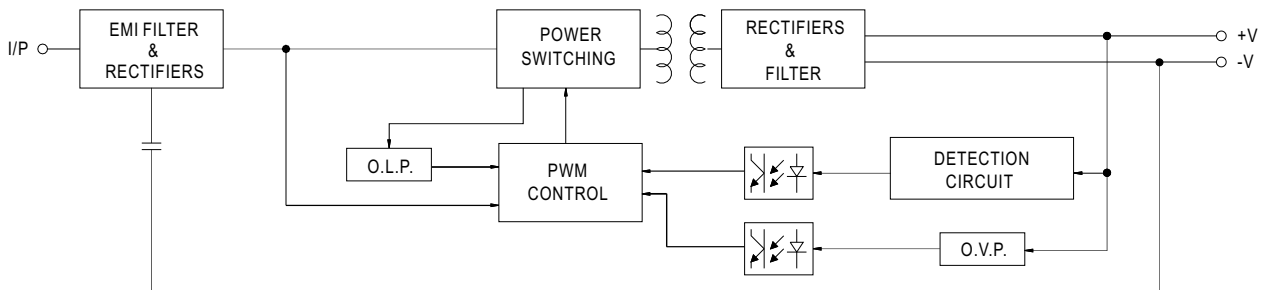 I/P
EMI FILTER
&
RECTIFIERS
POWER
SWITCHING
RECTIFIERS
&
FILTER
+V
-V
O.L.P.
PWM
CONTROL
DETECTION
CIRCUIT
O.V.P.